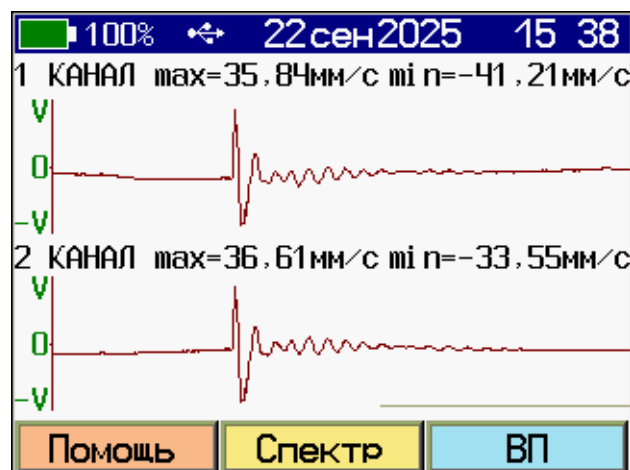 100% 22сен2025 15 38
1 КАНАЛ max=35,84мм/с min=-41,21мм/с
V
0
-V
2 КАНАЛ max=36,61мм/с min=-33,55мм/с
V
0
-V
Помощь Спектр ВП